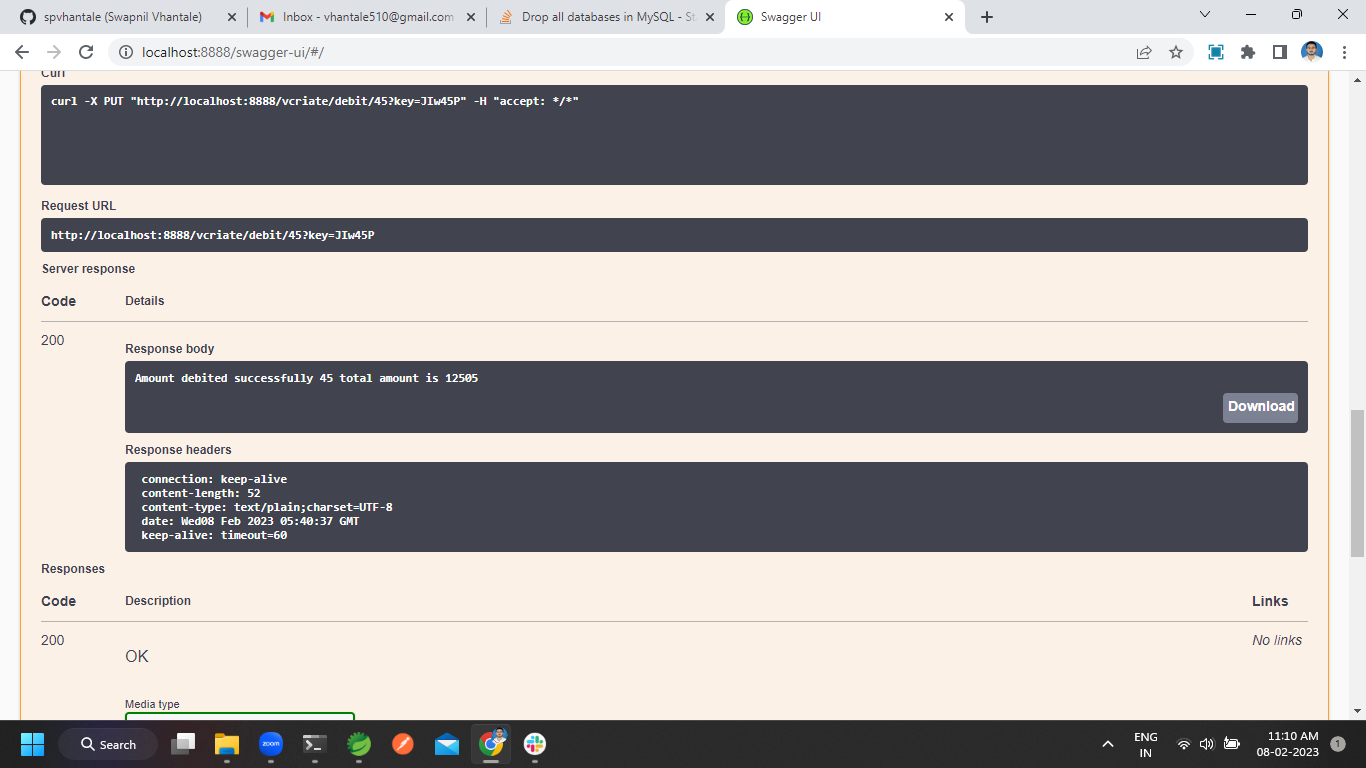 spvhantale (Swapnil Vhantale)
Inbox - vhantale510@gmail.com
Drop all databases in MySQL - St
Swagger UI
localhost:8888/swagger-ui/#/
Curl
curl -X PUT "http://localhost:8888/vcriate/debit/45?key=JIw45P" -H "accept: */*"
Request URL
http://localhost:8888/vcriate/debit/45?key=JIw45P
Server response
Code Details
200
Response body
Amount debited successfully 45 total amount is 12505
Download
Response headers
connection: keep-alive
content-length: 52
content-type: text/plain;charset=UTF-8
date: Wed08 Feb 2023 05:40:37 GMT
keep-alive: timeout=60
Responses
Code Description Links
200 No links
OK
Media type
Search
zoom
ENG
IN
11:10 AM
08-02-2023
1